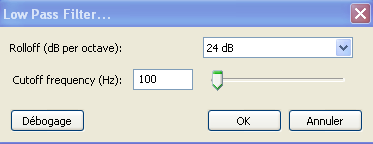 Low Pass Filter...
Rolloff (dB per octave): 24 dB
Cutoff frequency (Hz): 100
Débogage OK Annuler